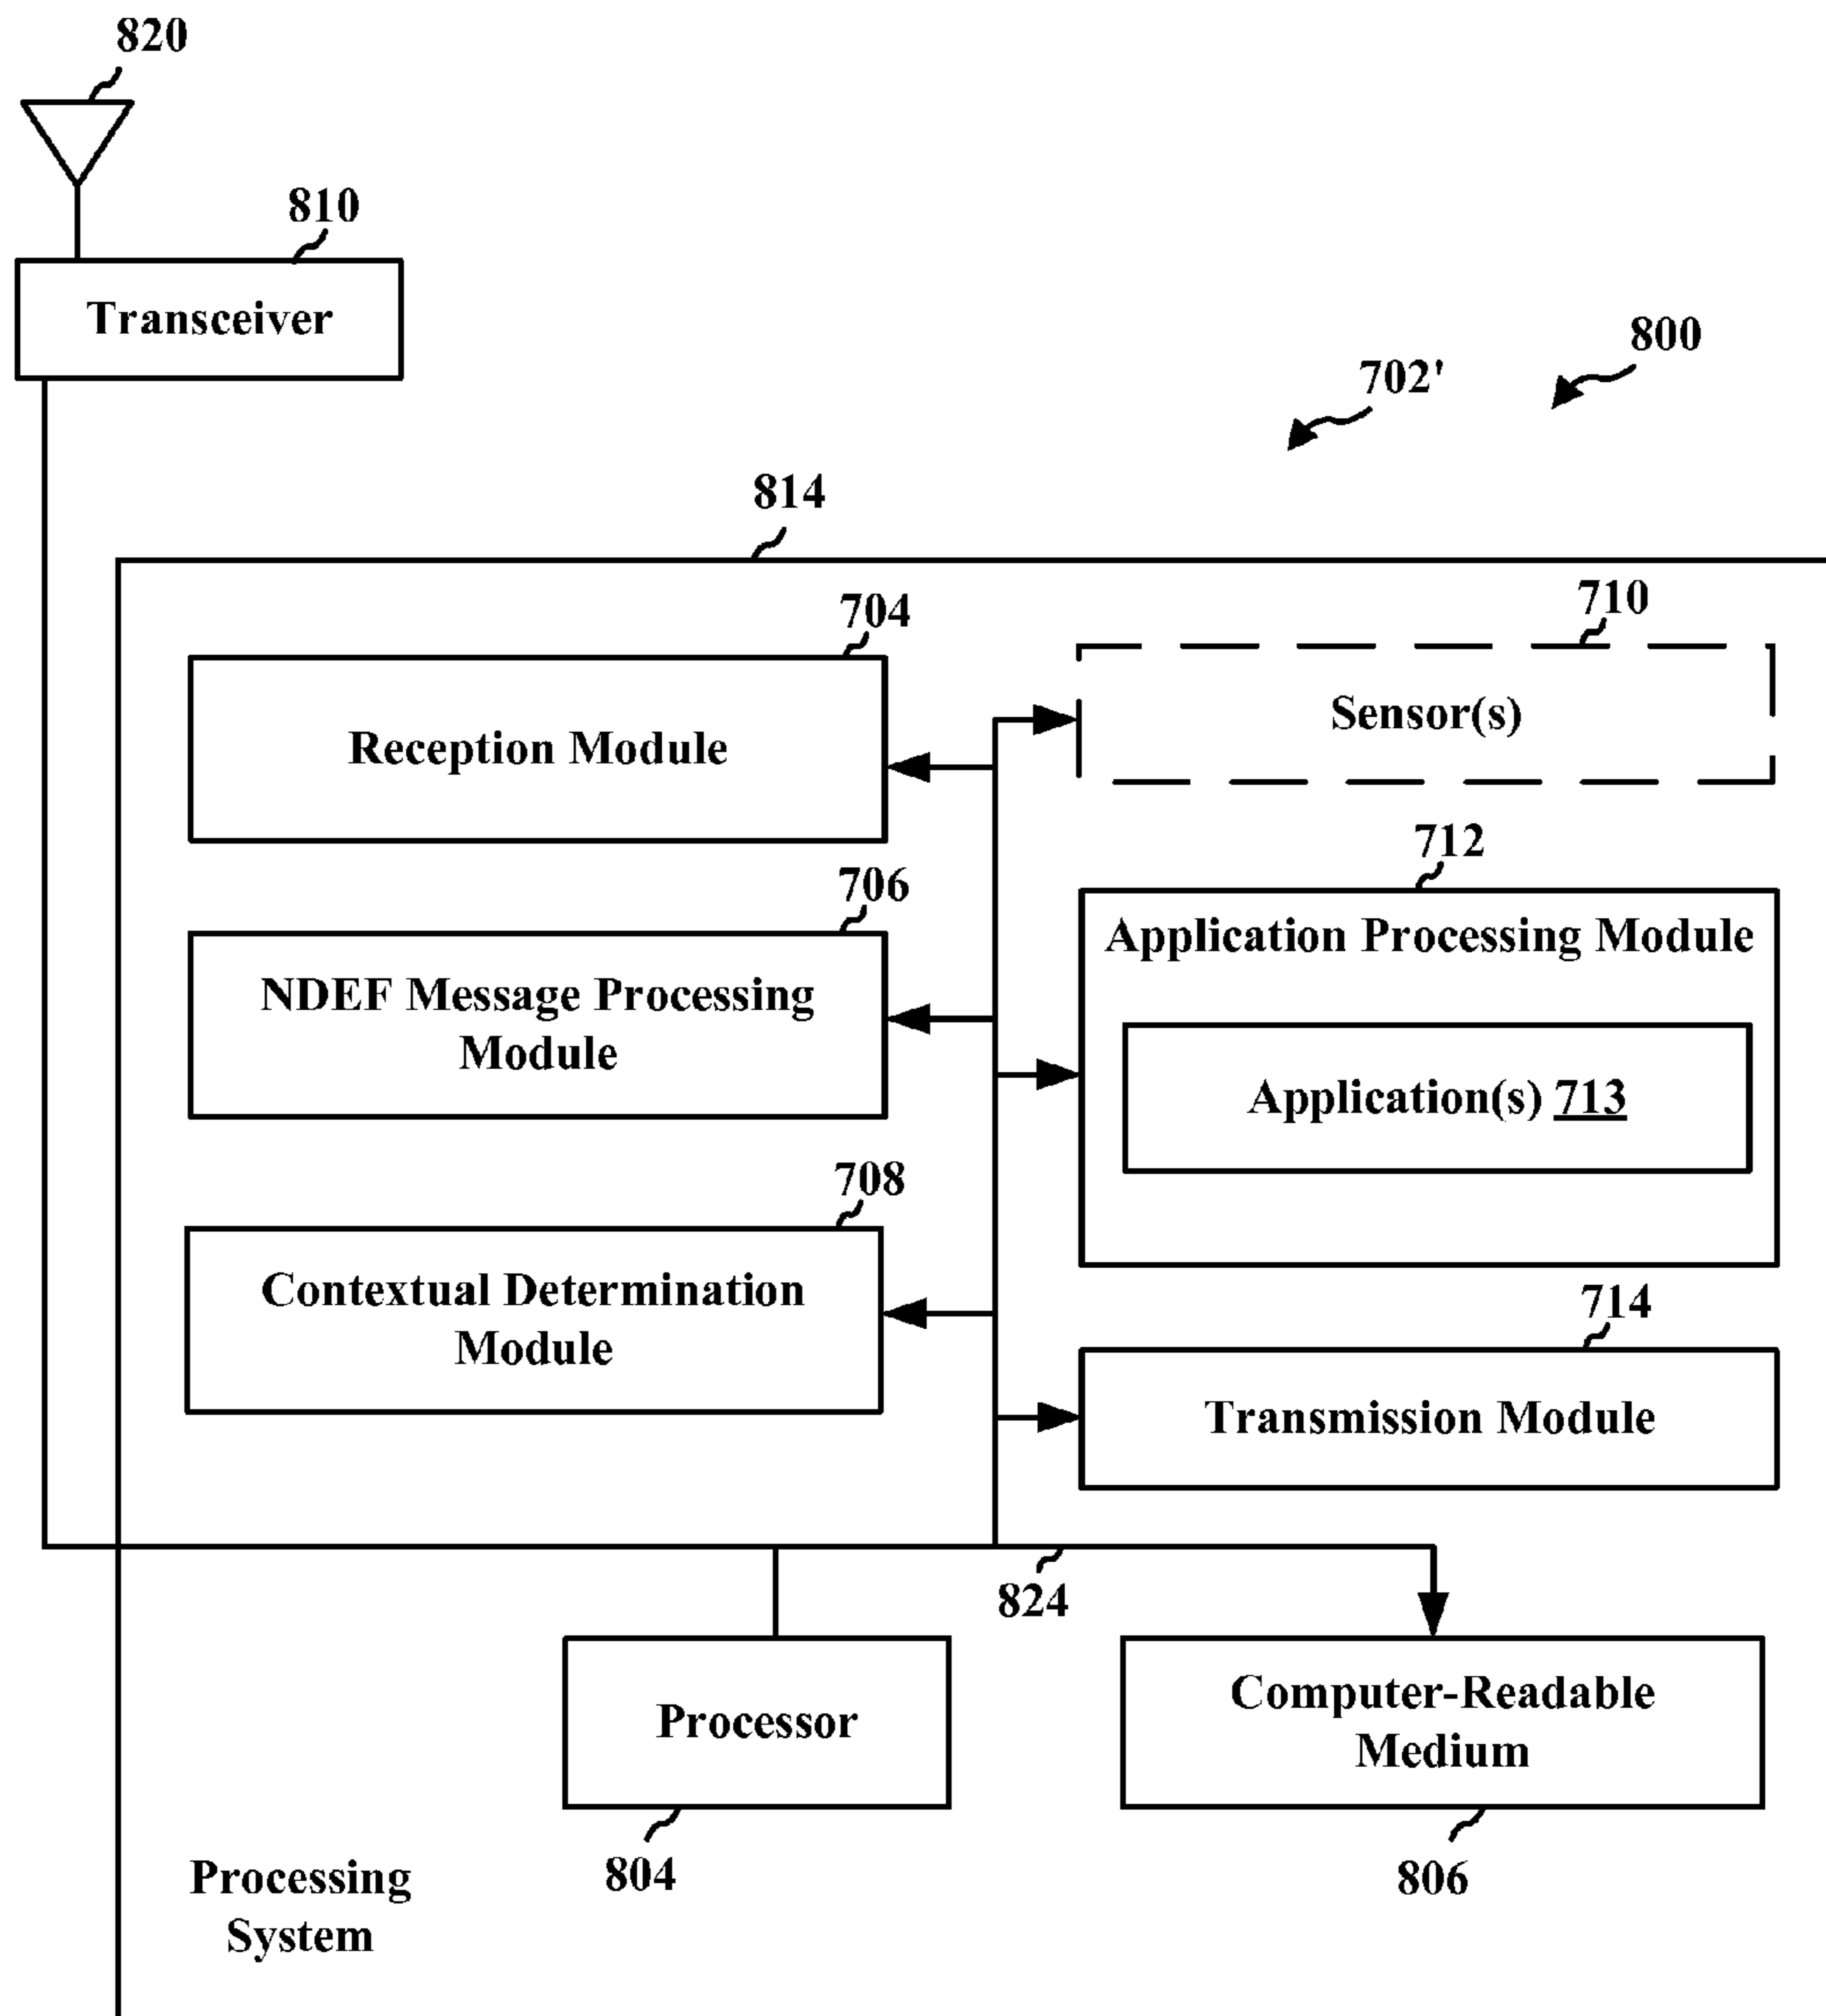 820
810
Transceiver
800
702'
814
704
710
Reception Module
Sensor(s)
712
706
Application Processing Module
NDEF Message Processing
Module
Application(s) 713
708
Contextual Determination
Module
714
Transmission Module
824
Processor
Computer-Readable
Medium
804
806
Processing
System